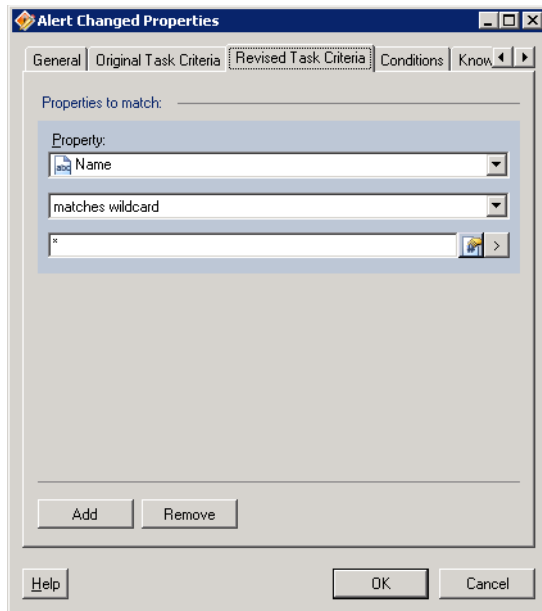 Alert Changed Properties
General Original Task Criteria Revised Task Criteria Conditions Know
Properties to match:
Property:
abc Name
matches wildcard
* >
Add Remove
Help OK Cancel